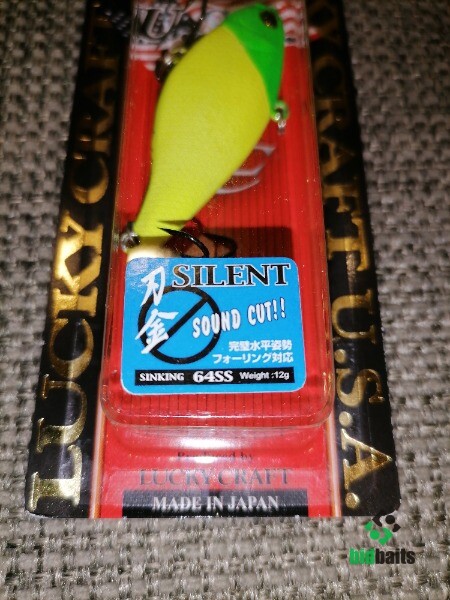 LUCKY CRAFT
LUCKY CRAFT U.S.A.
刃金
SILENT
SOUND CUT!!
完璧水平姿勢
フォーリング対応
SINKING 64SS Weight :12g
LUCKY CRAFT
MADE IN JAPAN
bidbaits